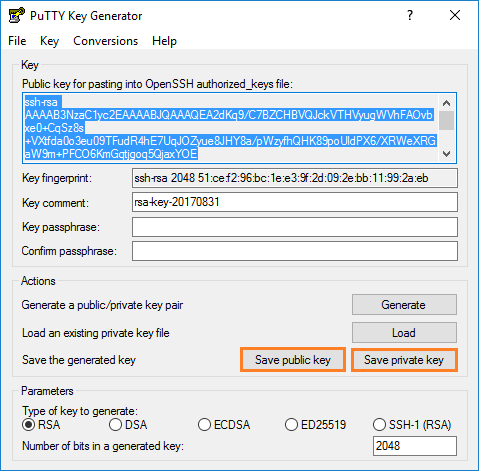 PuTTY Key Generator
?
File Key Conversions Help
Key
Public key for pasting into OpenSSH authorized_keys file:
ssh-rsa
AAAAB3NzaC1yc2EAAAABJQAAAQEA2dKq9/C7BZCHBVQJckVTHVyugWVhFAOvb
xe0+CqSz8s
+VXtfda0o3eu09TFudR4hE7UqJOZyue8JHY8a/pWzyfhQHK89poUldPX6/XRWeXRG
aW9m+PFCO6KmGqtjgoq5QjaxYOE
Key fingerprint: ssh-rsa 2048 51:ce:f2:96:bc:1e:e3:9f:2d:09:2e:bb:11:99:2a:eb
Key comment: rsa-key-20170831
Key passphrase:
Confirm passphrase:
Actions
Generate a public/private key pair Generate
Load an existing private key file Load
Save the generated key Save public key Save private key
Parameters
Type of key to generate:
RSA DSA ECDSA ED25519 SSH-1 (RSA)
Number of bits in a generated key: 2048